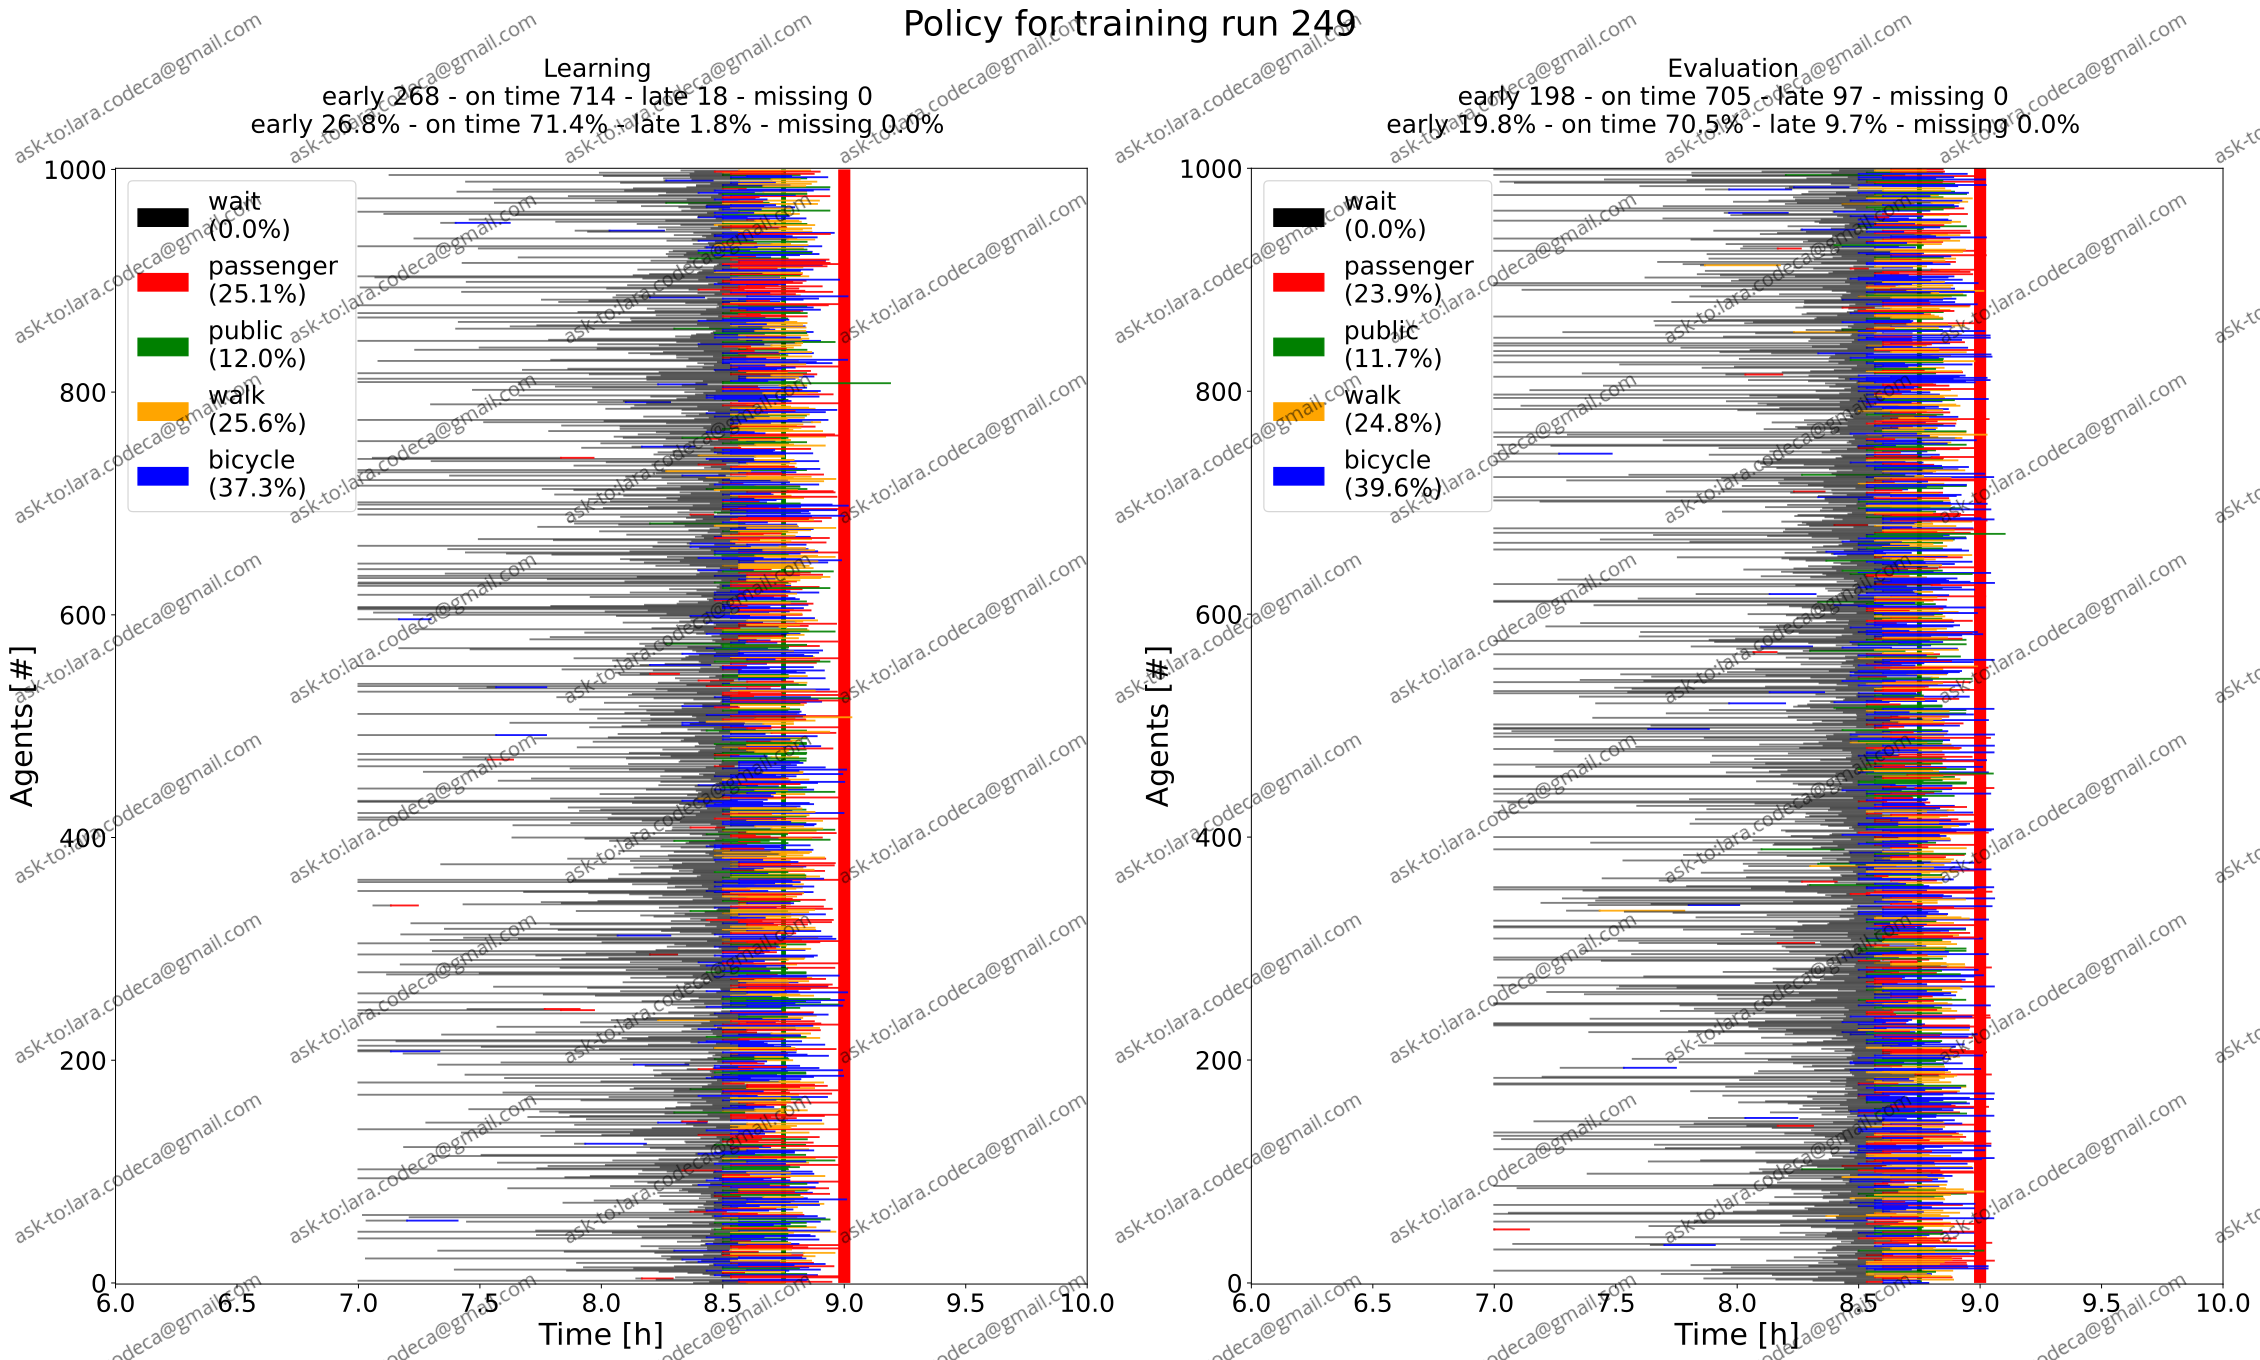 Policy for training run 249
Learning
early 268 - on time 714 - late 18 - missing 0
early 26.8% - on time 71.4% - late 1.8% - missing 0.0%
1000
800
600
400
200
0
Agents [#]
wait
(0.0%)
passenger
(25.1%)
public
(12.0%)
walk
(25.6%)
bicycle
(37.3%)
6.0 6.5 7.0 7.5 8.0 8.5 9.0 9.5 10.0
Time [h]
Evaluation
early 198 - on time 705 - late 97 - missing 0
early 19.8% - on time 70.5% - late 9.7% - missing 0.0%
1000
800
600
400
200
0
Agents [#]
wait
(0.0%)
passenger
(23.9%)
public
(11.7%)
walk
(24.8%)
bicycle
(39.6%)
6.0 6.5 7.0 7.5 8.0 8.5 9.0 9.5 10.0
Time [h]
ask-to:lara.codeca@gmail.com